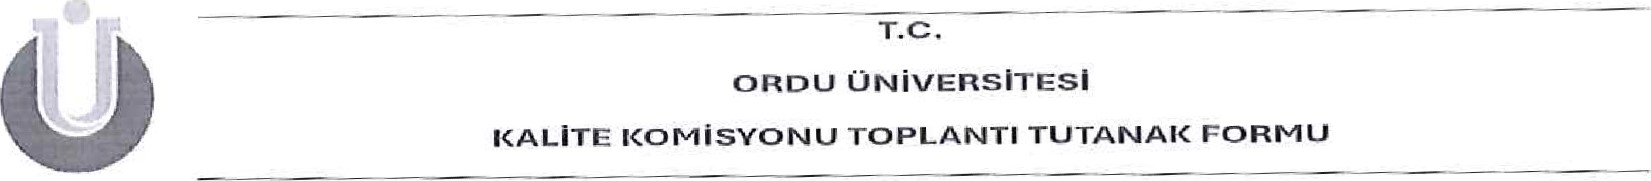 T.C.
ORDU ÜNİVERSİTESİ
KALİTE KOMİSYONU TOPLANTI TUTANAK FORMU